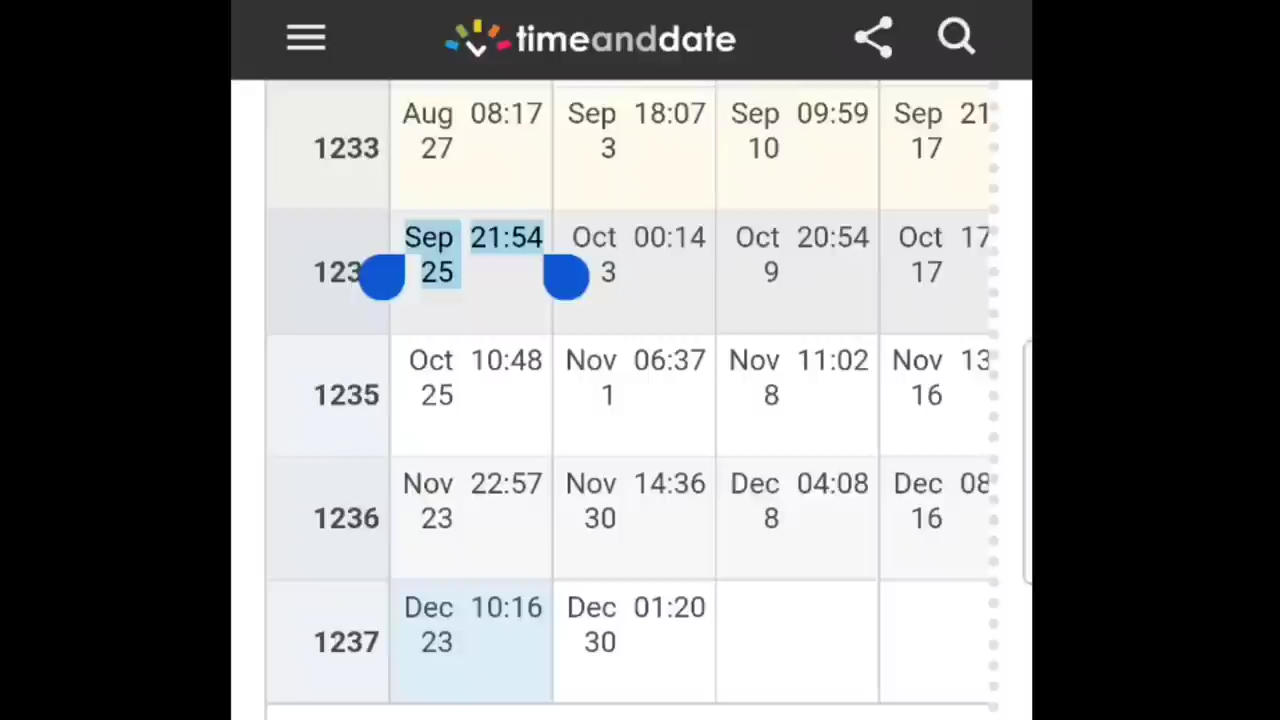 timeanddate
Aug 08:17 Sep 18:07 Sep 09:59 Sep 21
1233 27 3 10 17
Sep 21:54 Oct 00:14 Oct 20:54 Oct 17
123 25 3 9 17
Oct 10:48 Nov 06:37 Nov 11:02 Nov 13
1235 25 1 8 16
Nov 22:57 Nov 14:36 Dec 04:08 Dec 08
1236 23 30 8 16
Dec 10:16 Dec 01:20
1237 23 30